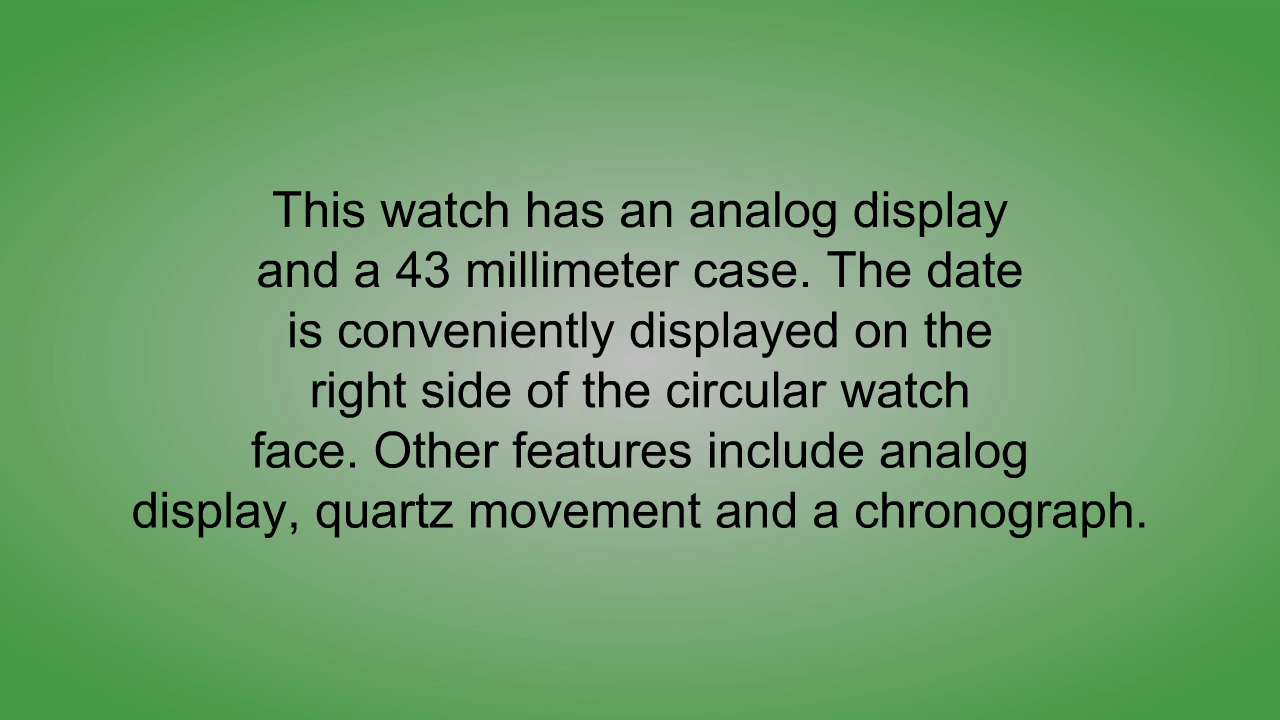 This watch has an analog display
and a 43 millimeter case. The date
is conveniently displayed on the
right side of the circular watch
face. Other features include analog
display, quartz movement and a chronograph.